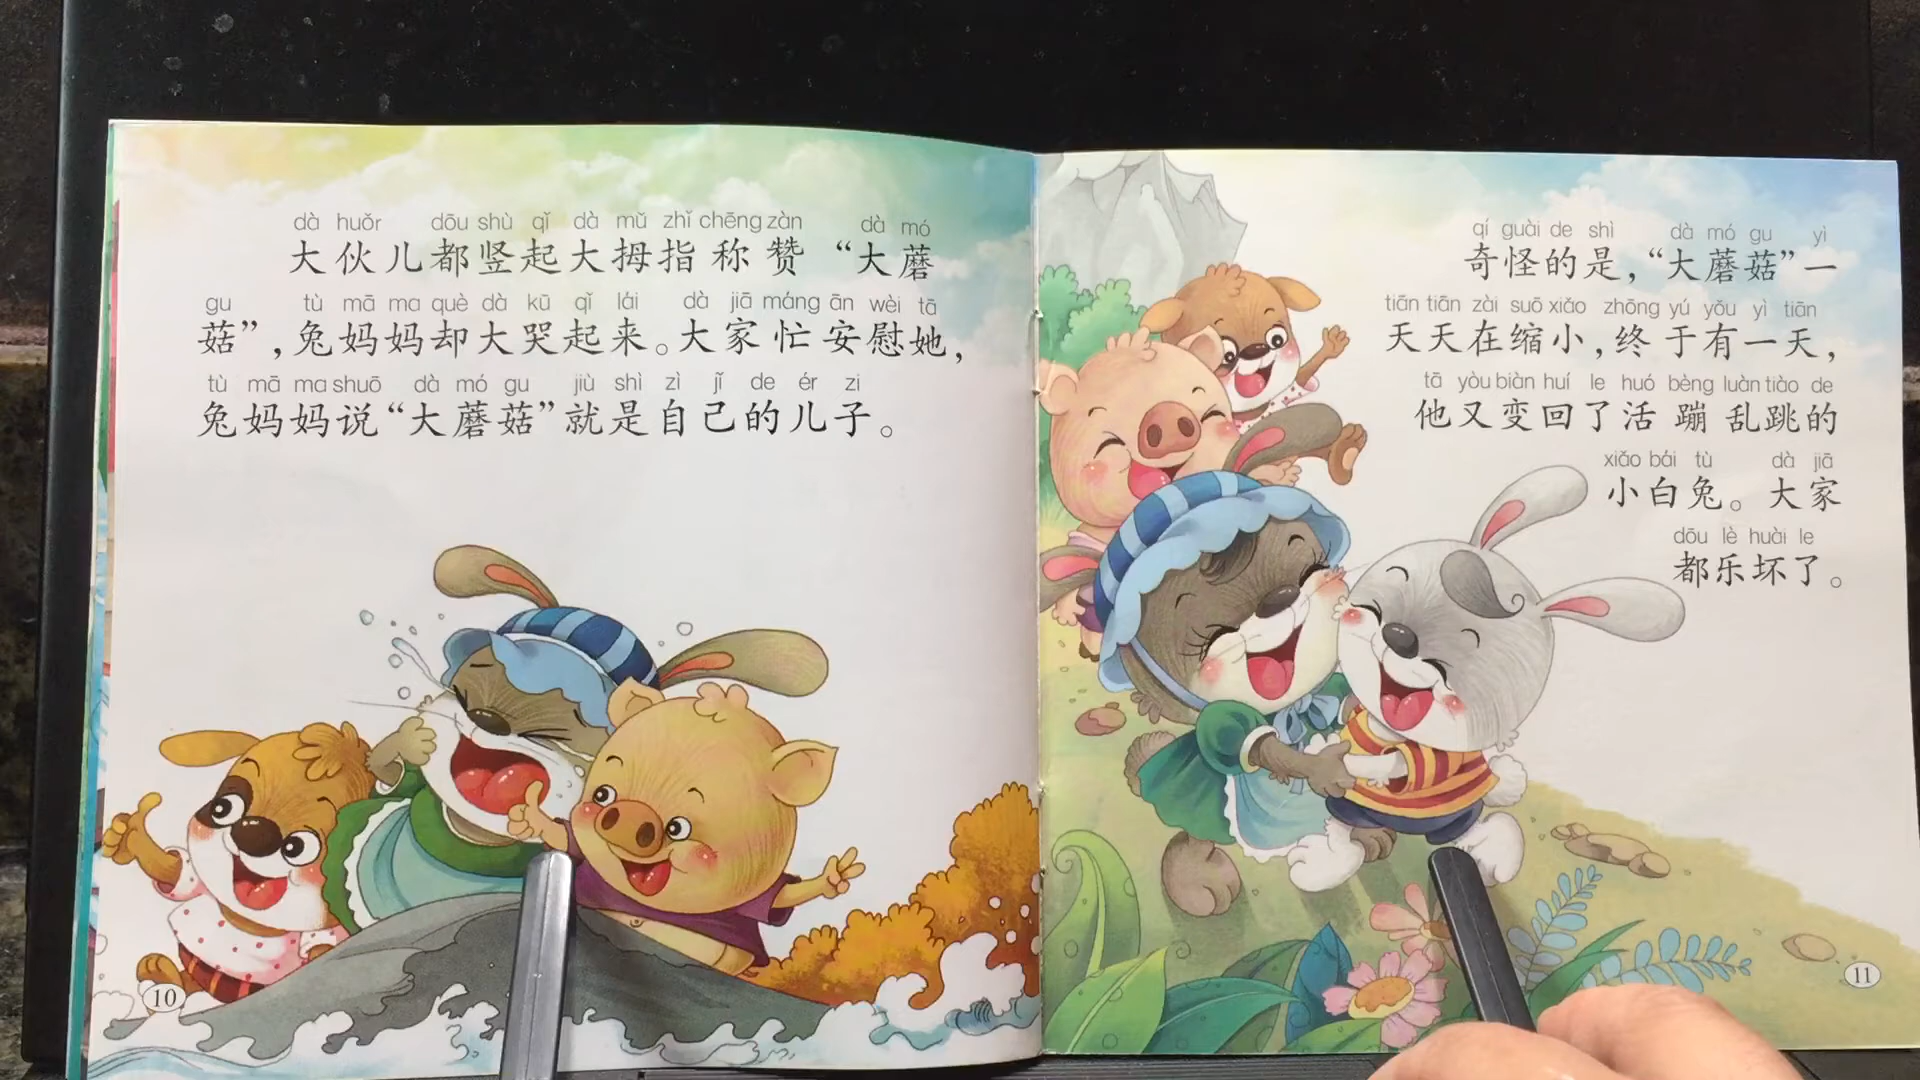 dà huǒr dōu shù qǐ dà mǔ zhǐ chēng zàn dà mó
大伙儿都竖起大拇指称赞 “大蘑
gu tù mā ma què dà kū qǐ lái dà jiā máng ān wèi tā
菇”,兔妈妈却大哭起来。大家忙安慰她,
tù mā ma shuō dà mó gu jiù shì zì jǐ de ér zi
兔妈妈说“大蘑菇”就是自己的儿子。
10
qí guài de shì dà mó gu yì
奇怪的是,“大蘑菇”一
tiān tiān zài suō xiǎo zhōng yú yǒu yì tiān
天天在缩小,终于有一天,
tā yòu biàn huí le huó bèng luàn tiào de
他又变回了活蹦乱跳的
xiǎo bái tù dà jiā
小白兔。大家
dōu lè huài le
都乐坏了。
11